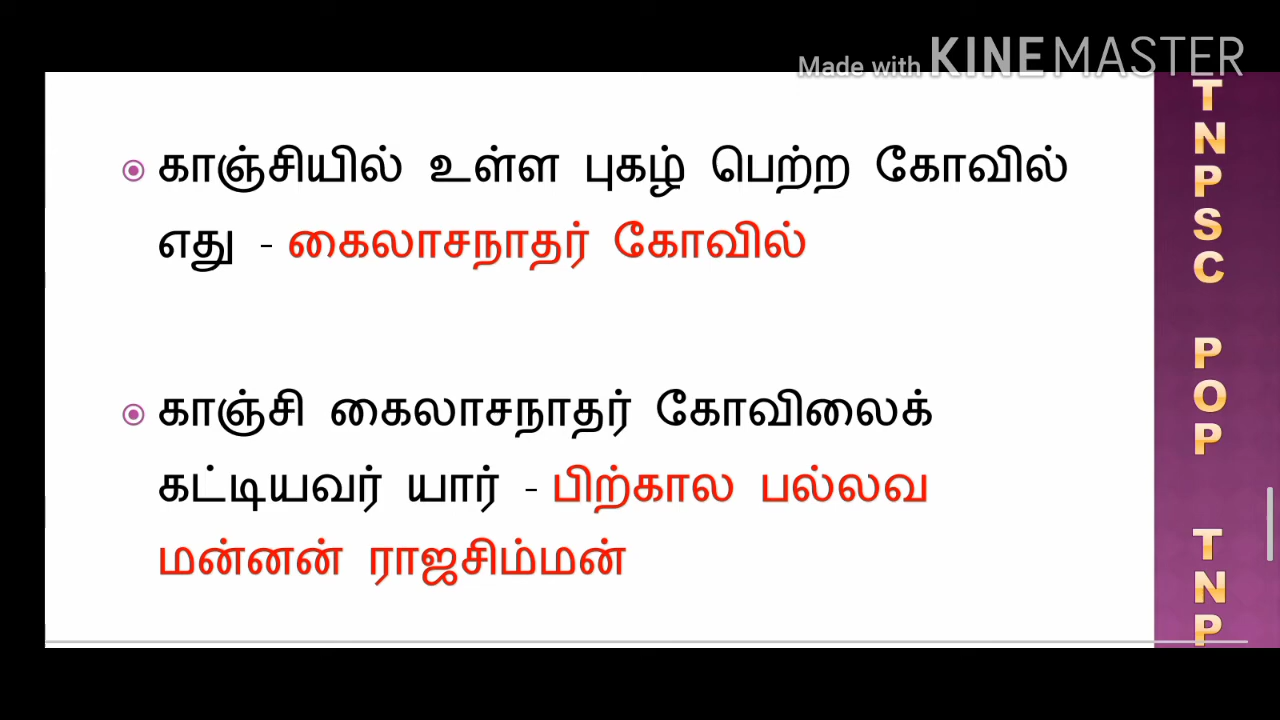 Made with KINEMASTER
காஞ்சியில் உள்ள புகழ் பெற்ற கோவில்
எது - கைலாசநாதர் கோவில்
காஞ்சி கைலாசநாதர் கோவிலைக்
கட்டியவர் யார் - பிற்கால பல்லவ
மன்னன் ராஜசிம்மன்
TNPSC POP TNP